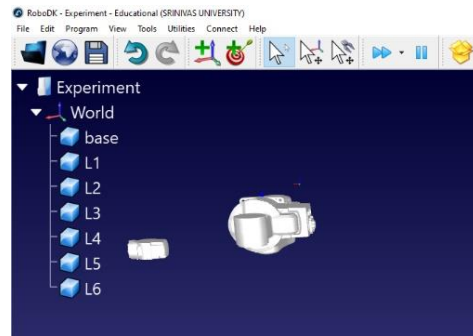 RoboDK - Experiment - Educational (SRINIVAS UNIVERSITY)
File Edit Program View Tools Utilities Connect Help
Experiment
World
base
L1
L2
L3
L4
L5
L6